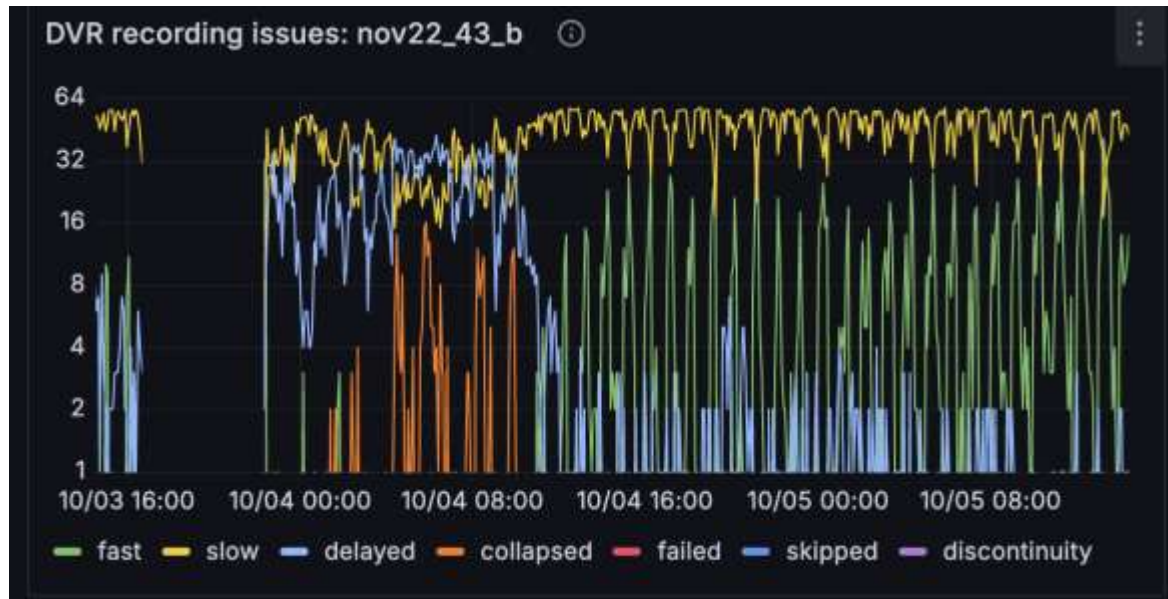 DVR recording issues: nov22_43_b
64
32
16
8
4
2
1
10/03 16:00 10/04 00:00 10/04 08:00 10/04 16:00 10/05 00:00 10/05 08:00
fast slow delayed collapsed failed skipped discontinuity